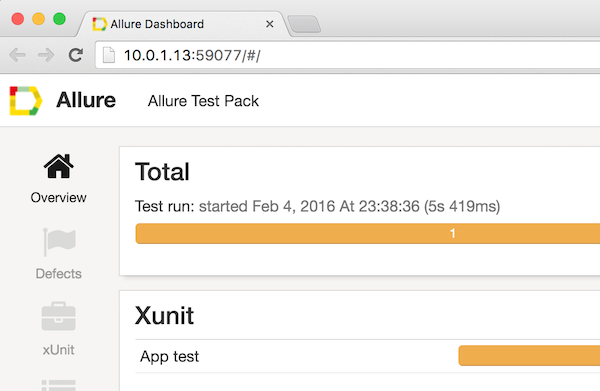 Allure Dashboard
10.0.1.13:59077/#/
Allure Allure Test Pack
Overview
Defects
xUnit
Total
Test run: started Feb 4, 2016 At 23:38:36 (5s 419ms)
1
Xunit
App test